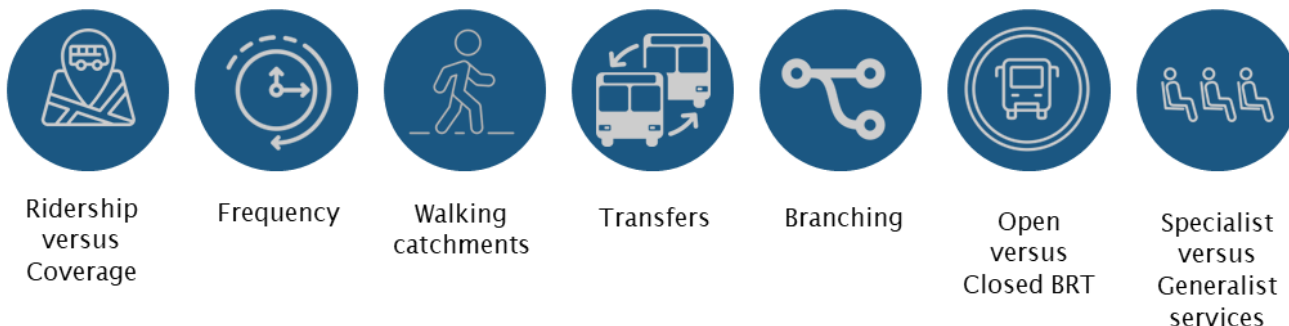 Ridership
versus
Coverage
Frequency
Walking
catchments
Transfers
Branching
Open
versus
Closed BRT
Specialist
versus
Generalist
services